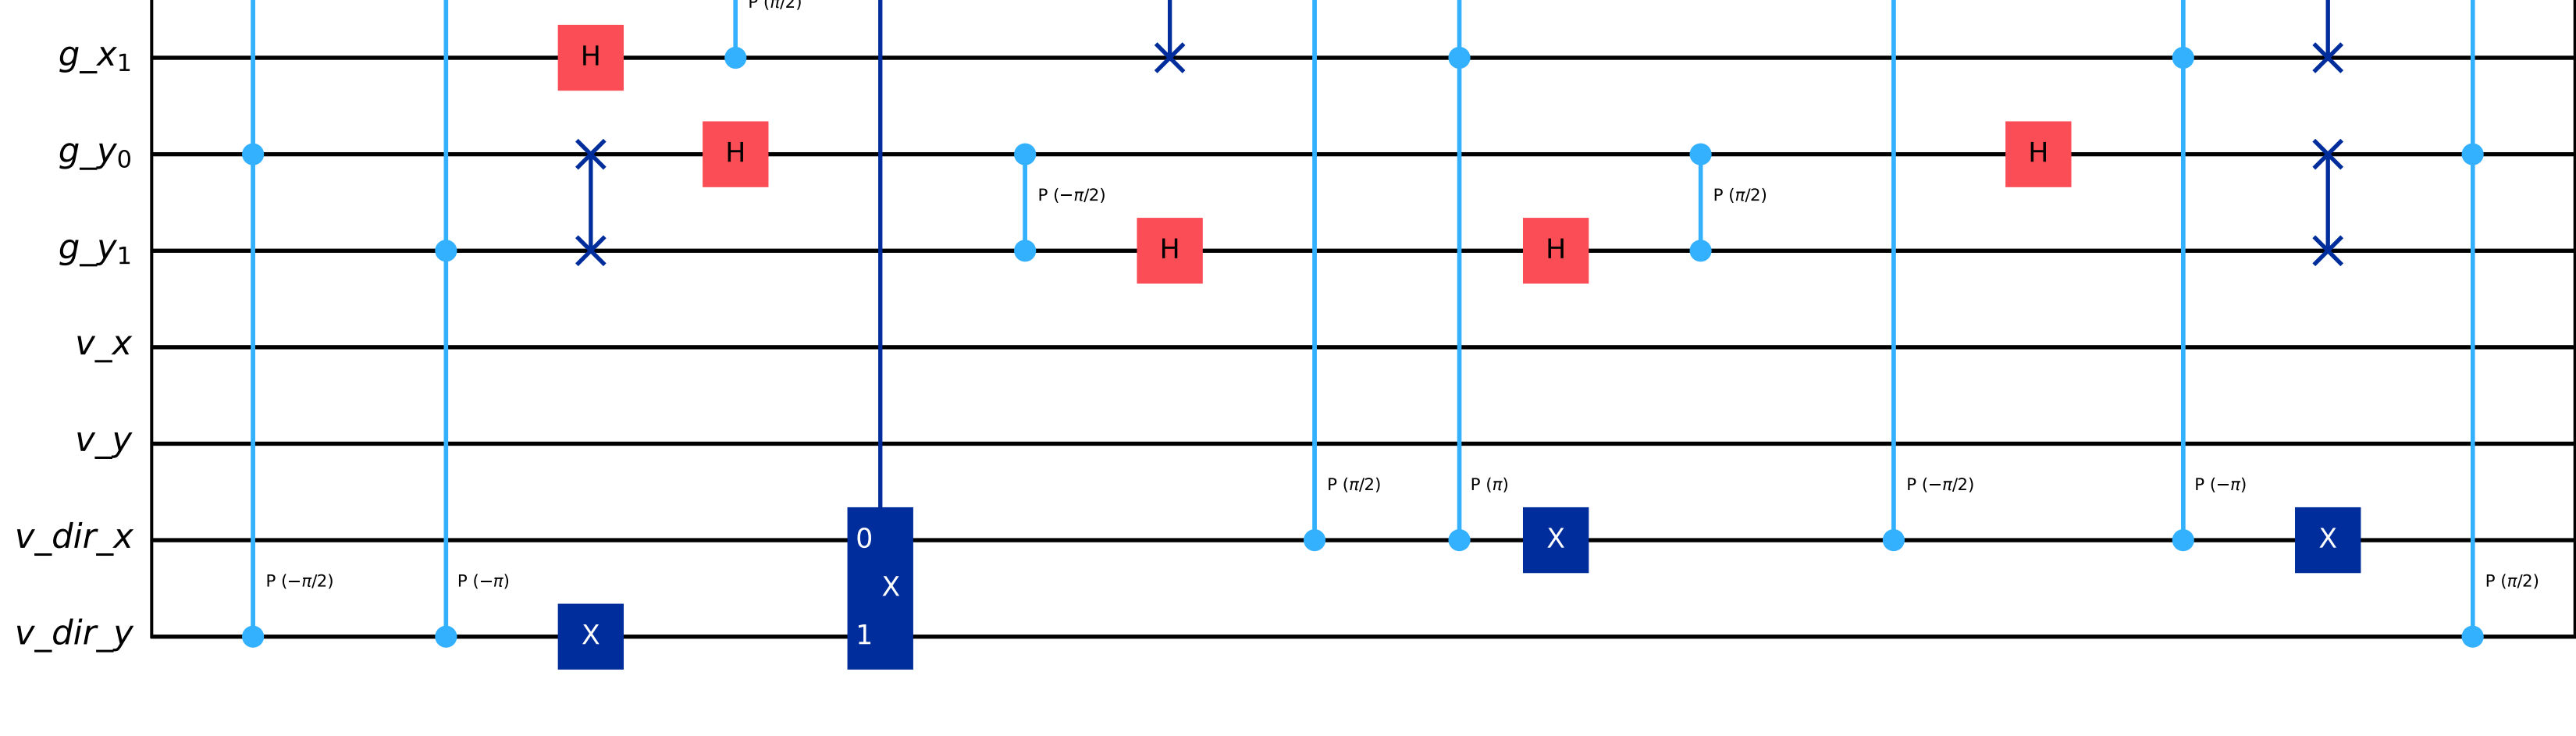 P (π/2)
g_x₁ H
g_y₀ H H
P (−π/2) P (π/2)
g_y₁ H H
v_x
v_y
P (π/2) P (π) P (−π/2) P (−π)
v_dir_x 0 X X
P (−π/2) P (−π) X P (π/2)
v_dir_y X 1